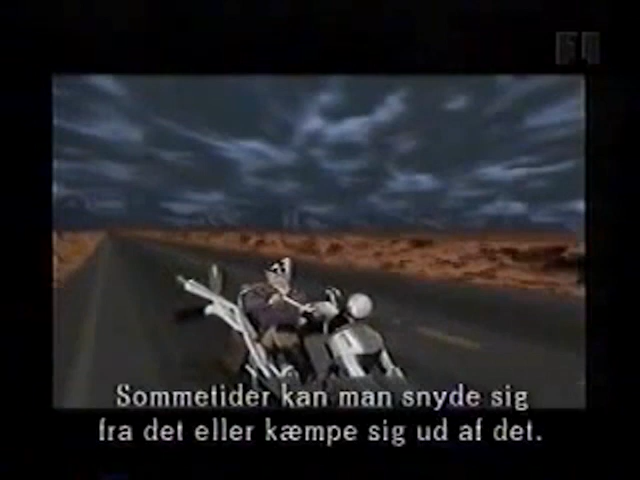 Sommetider kan man snyde sig
fra det eller kæmpe sig ud af det.